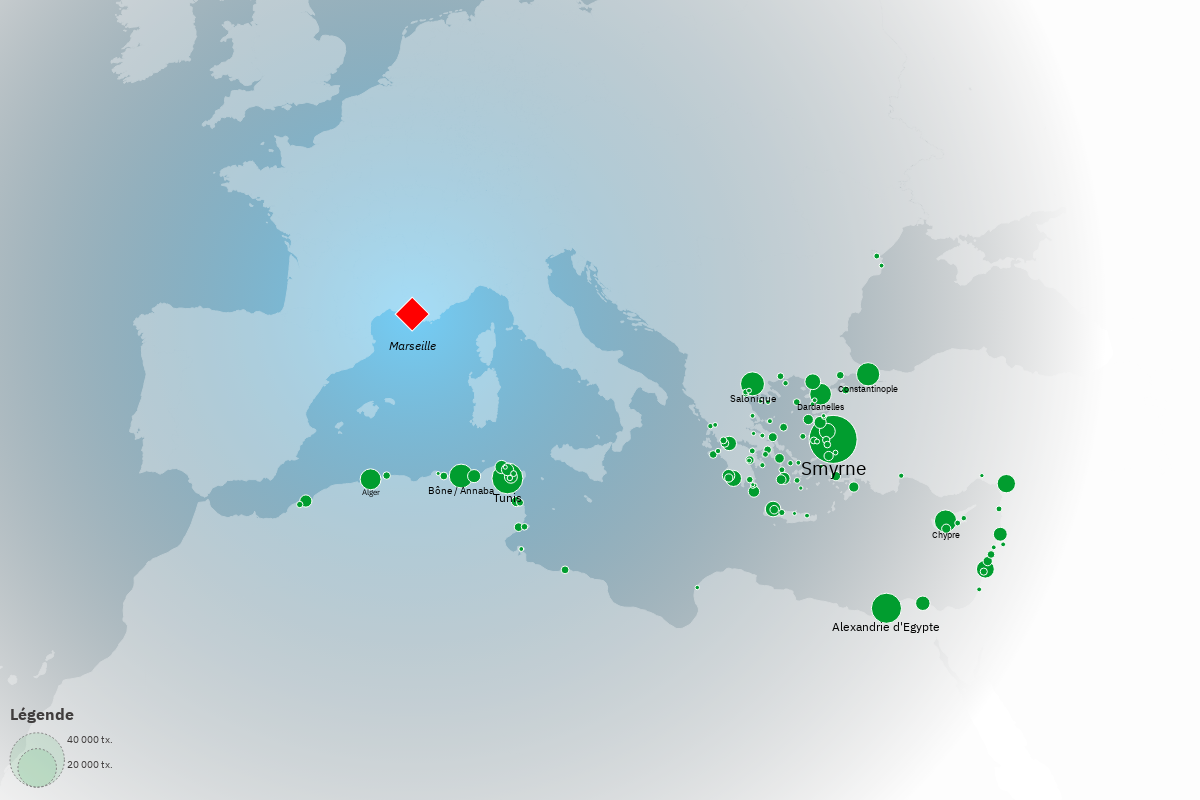 Marseille
Salonique
Constantinople
Dardanelles
Smyrne
Alger
Bône / Annaba
Tunis
Chypre
Alexandrie d'Egypte
Légende
40 000 tx.
20 000 tx.